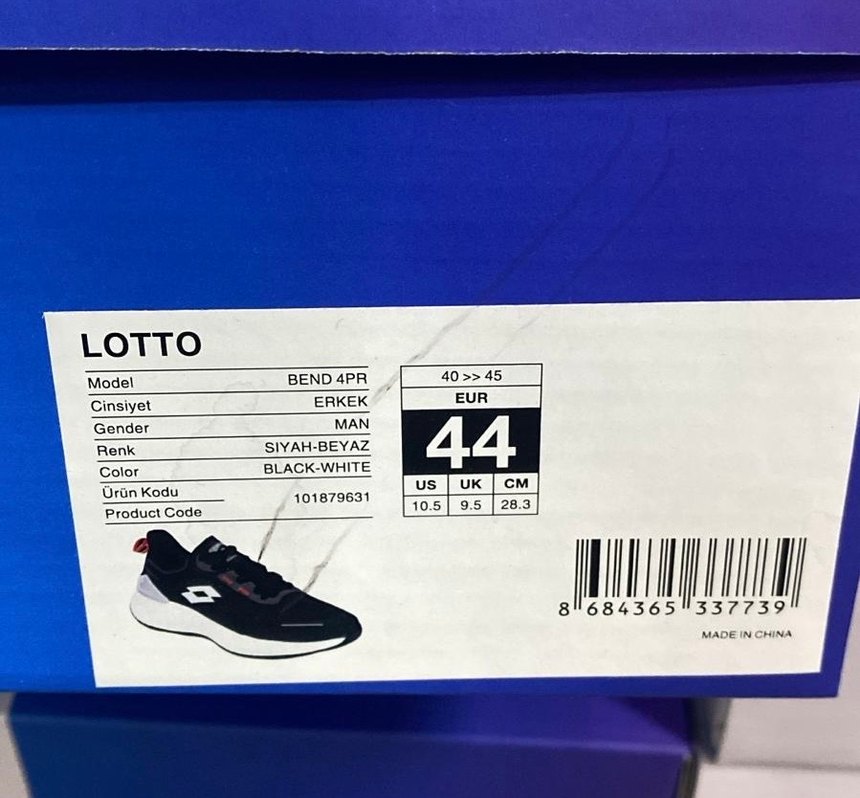 LOTTO
Model BEND 4PR
Cinsiyet ERKEK
Gender MAN
Renk SIYAH-BEYAZ
Color BLACK-WHITE
Ürün Kodu
101879631
Product Code
40 >> 45
EUR
44
US UK CM
10.5 9.5 28.3
8 684365 337739
MADE IN CHINA